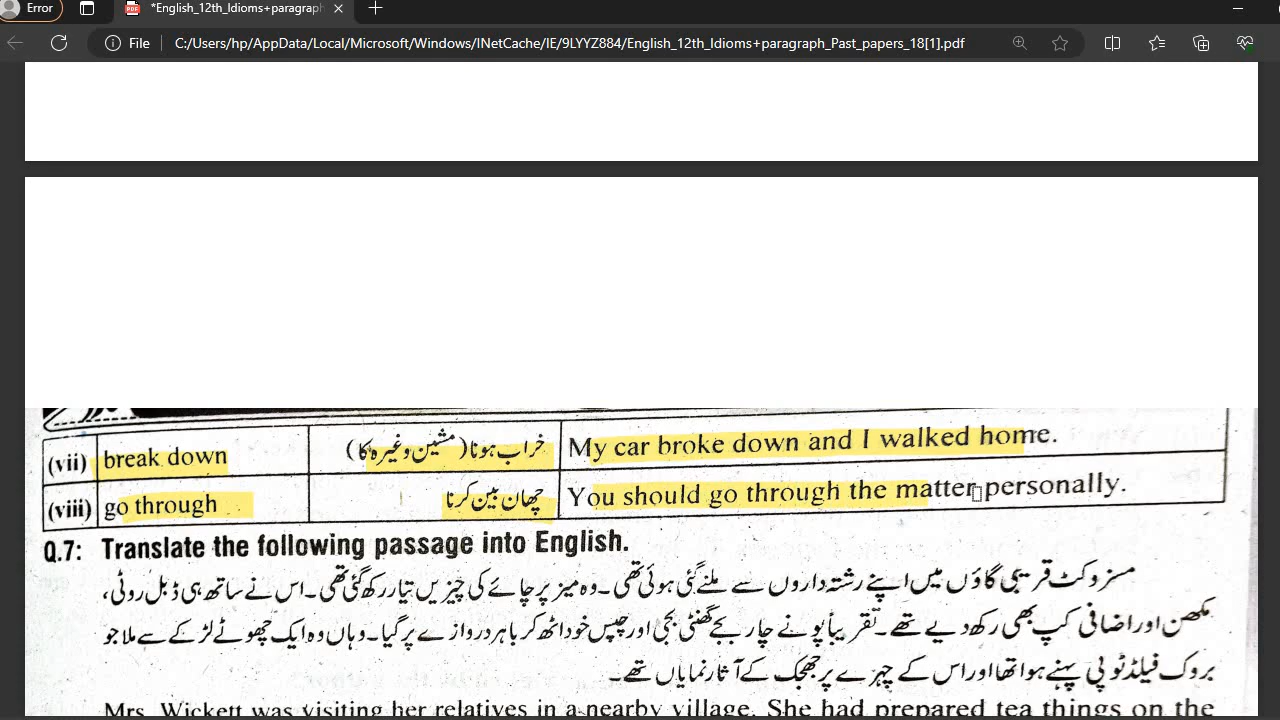 Error
*English_12th_Idioms+paragraph
File
C:/Users/hp/AppData/Local/Microsoft/Windows/INetCache/IE/9LYYZ884/English_12th_Idioms+paragraph_Past_papers_18[1].pdf
(vii) break down خراب ہونا (مشین وغیرہ کا) My car broke down and I walked home.
(viii) go through چھان بین کرنا You should go through the matter personally.
Q.7: Translate the following passage into English.
مسز وکٹ قریبی گاؤں میں اپنے رشتہ داروں سے ملنے گئی ہوئی تھی۔ وہ میز پر چائے کی چیزیں تیار رکھ گئی تھی۔ اس نے ساتھ ہی ڈبل روٹی،
مکھن اور اضافی کپ بھی رکھ دیے تھے۔ تقریباً پونے چار بجے گھنٹی بجی اور چپس خود اٹھ کر باہر دروازے پر گیا۔ وہاں وہ ایک چھوٹے لڑکے سے ملا جو
بروک فیلڈ ٹوپی پہنے ہوا تھا اور اس کے چہرے پر جھجک کے آثار نمایاں تھے۔
Mrs. Wickett was visiting her relatives in a nearby village. She had prepared tea things on the